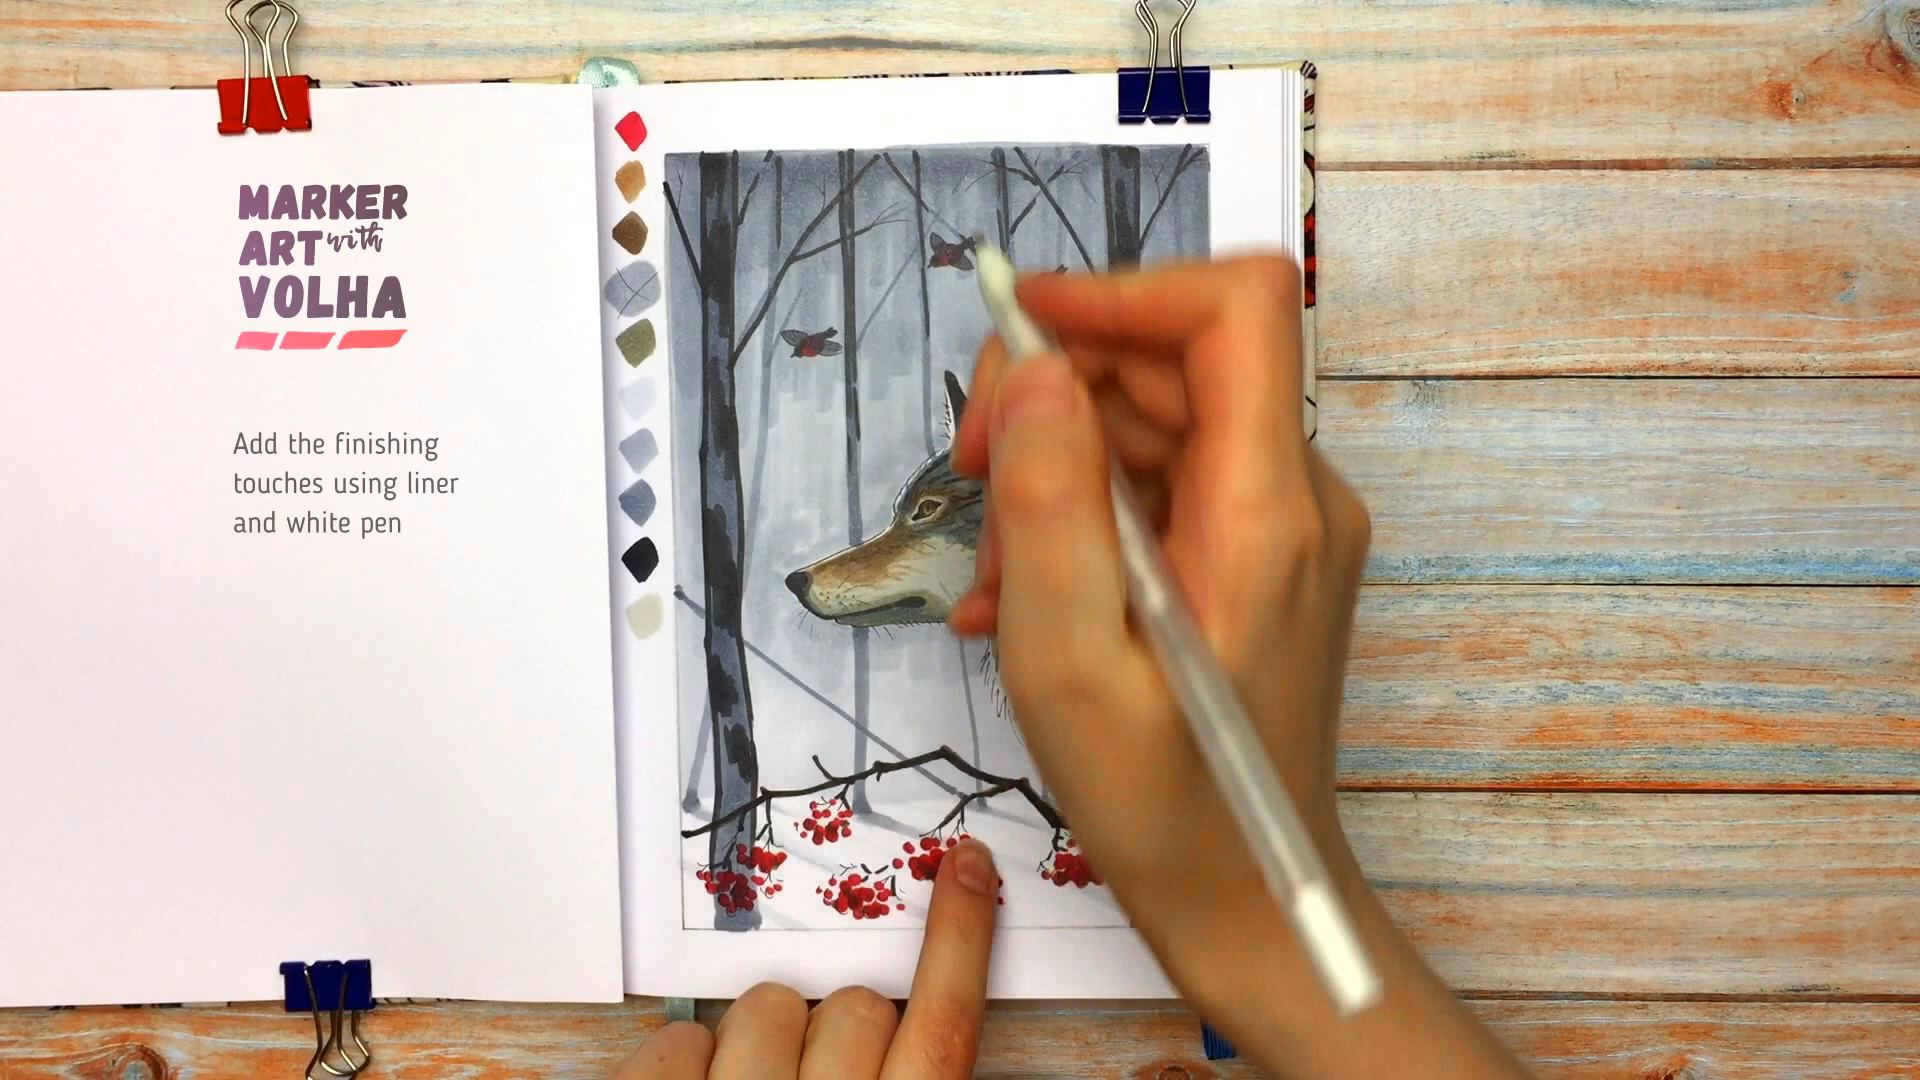 MARKER
ART with
VOLHA
Add the finishing
touches using liner
and white pen